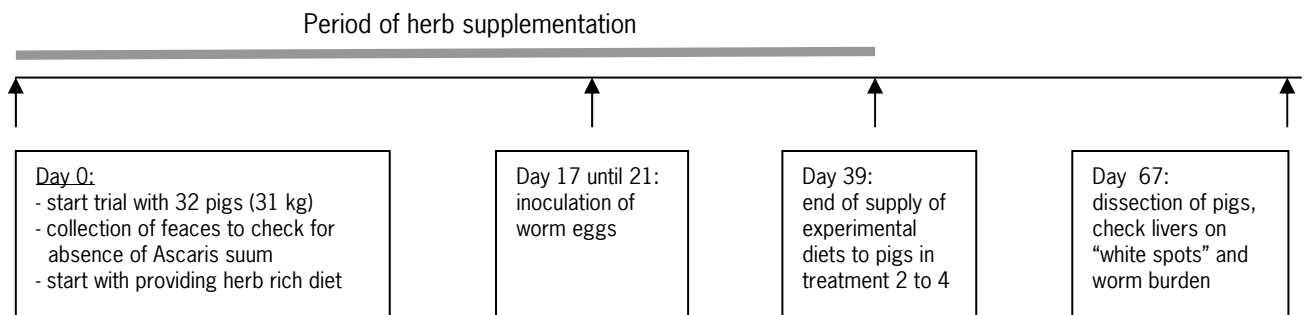 Period of herb supplementation
Day 0:
- start trial with 32 pigs (31 kg)
- collection of feaces to check for
absence of Ascaris suum
- start with providing herb rich diet
Day 17 until 21:
inoculation of
worm eggs
Day 39:
end of supply of
experimental
diets to pigs in
treatment 2 to 4
Day 67:
dissection of pigs,
check livers on
“white spots” and
worm burden